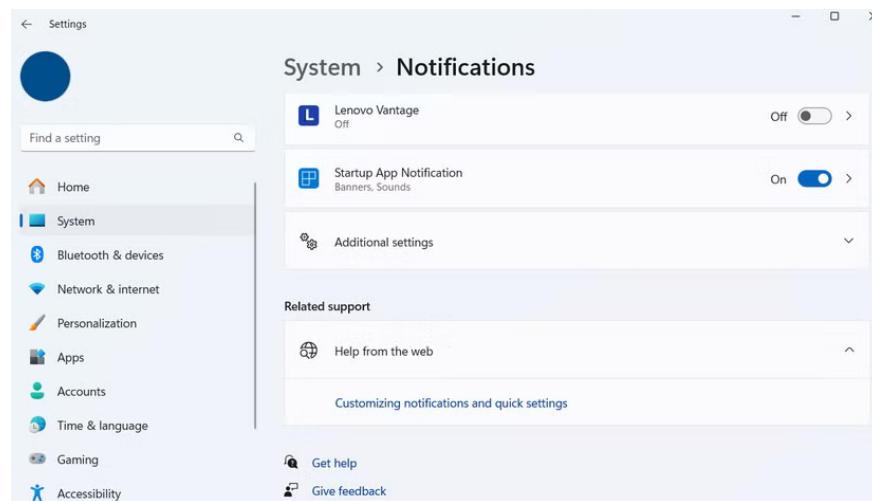 Settings
System > Notifications
Find a setting
Home
System
Bluetooth & devices
Network & internet
Personalization
Apps
Accounts
Time & language
Gaming
Accessibility
L
Lenovo Vantage
Off
Off
Startup App Notification
Banners, Sounds
On
Additional settings
Related support
Help from the web
Customizing notifications and quick settings
Get help
Give feedback